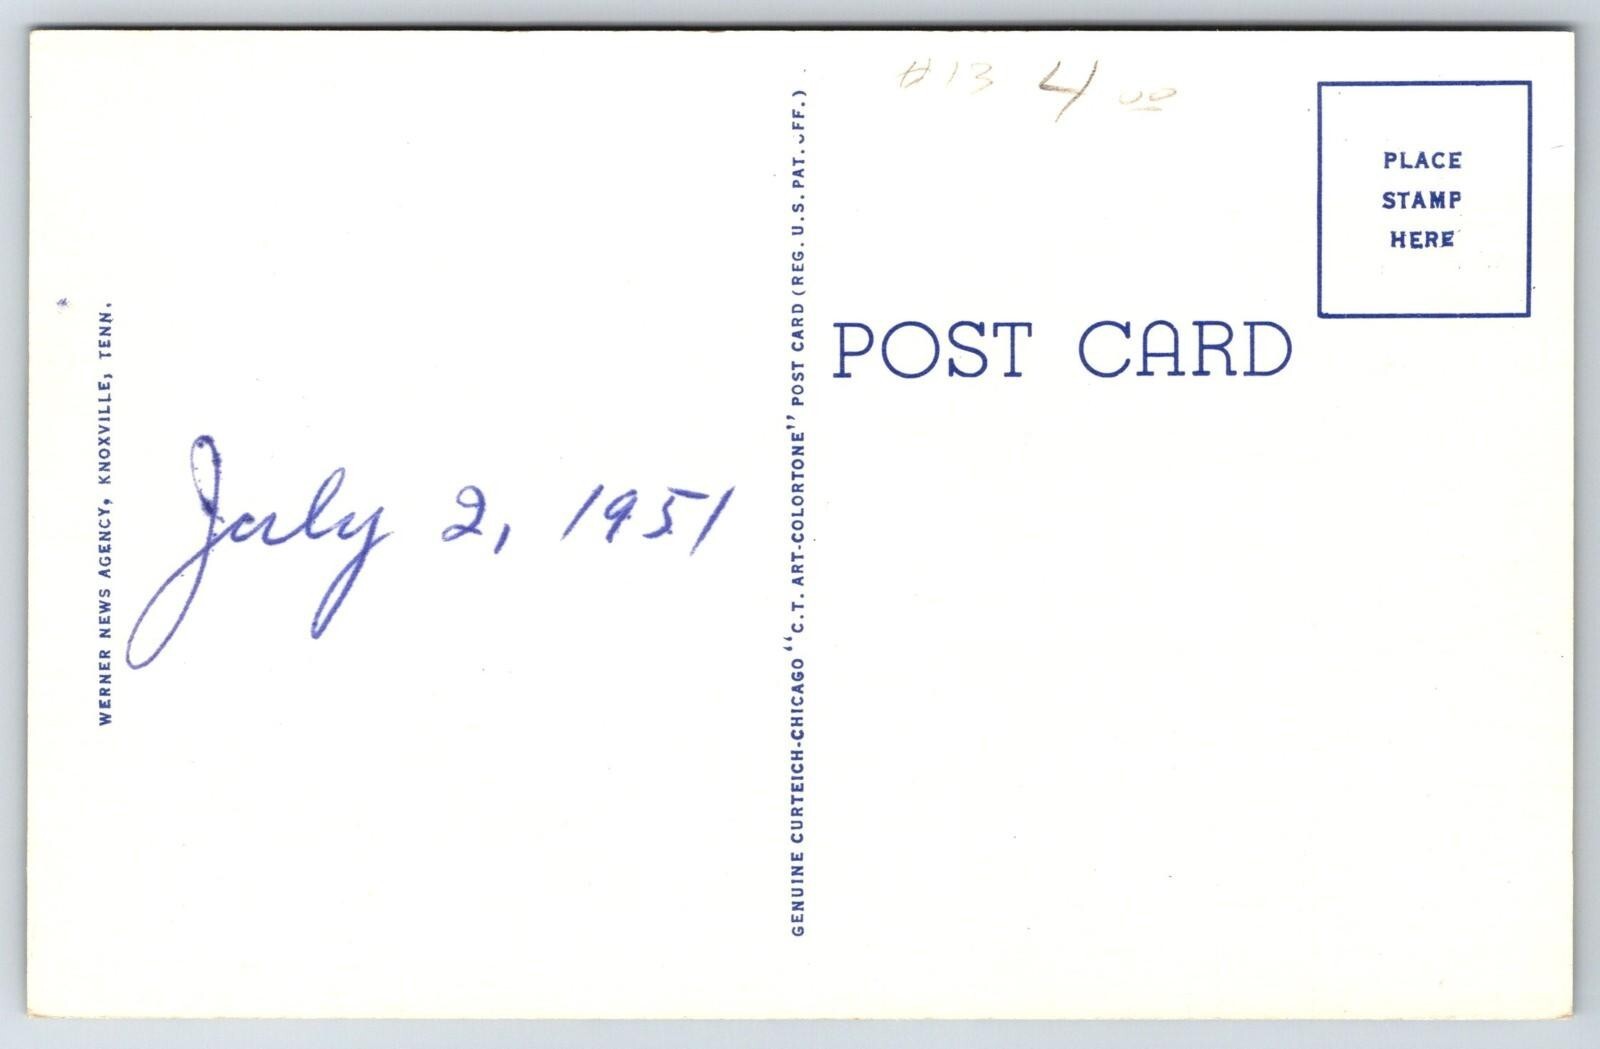 WERNER NEWS AGENCY, KNOXVILLE, TENN.
July 2, 1951
GENUINE CURTEICH-CHICAGO "C.T. ART-COLORTONE" POST CARD (REG. U.S. PAT. OFF.)
#13 4 00
PLACE
STAMP
HERE
POST CARD